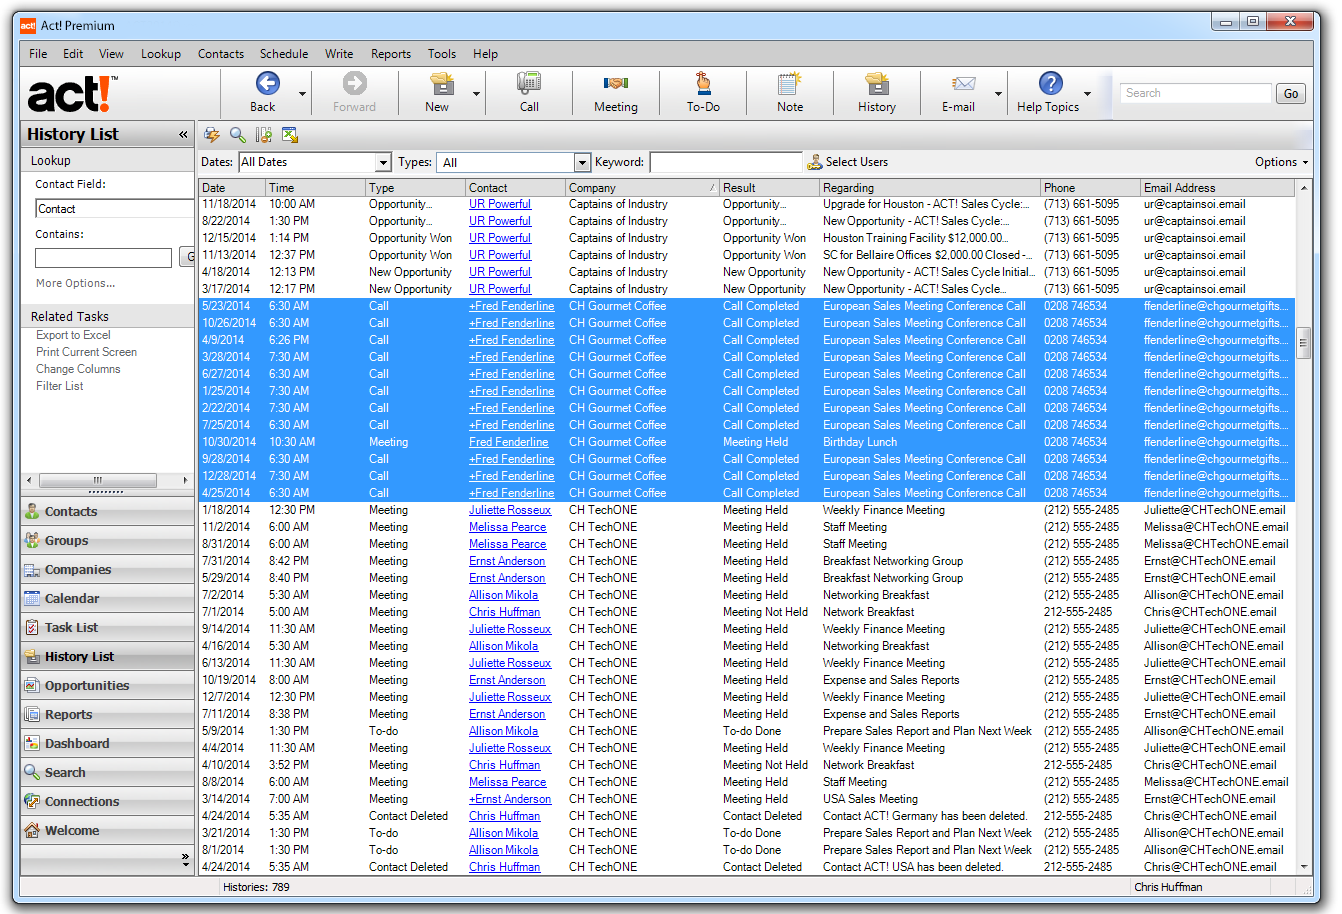 act! Act! Premium
File Edit View Lookup Contacts Schedule Write Reports Tools Help
act!™ Back Forward New Call Meeting To-Do Note History E-mail Help Topics Search Go
History List «
Lookup
Contact Field:
Contact
Contains:
G
More Options...
Related Tasks
Export to Excel
Print Current Screen
Change Columns
Filter List
Contacts
Groups
Companies
Calendar
Task List
History List
Opportunities
Reports
Dashboard
Search
Connections
Welcome
»
Dates: All Dates Types: All Keyword: Select Users Options
Date Time Type Contact Company Result Regarding Phone Email Address
11/18/2014 10:00 AM Opportunity... UR Powerful Captains of Industry Opportunity... Upgrade for Houston - ACT! Sales Cycle:... (713) 661-5095 ur@captainsoi.email
8/22/2014 1:30 PM Opportunity... UR Powerful Captains of Industry Opportunity... New Opportunity - ACT! Sales Cycle:... (713) 661-5095 ur@captainsoi.email
12/15/2014 1:14 PM Opportunity Won UR Powerful Captains of Industry Opportunity Won Houston Training Facility $12,000.00... (713) 661-5095 ur@captainsoi.email
11/13/2014 12:37 PM Opportunity Won UR Powerful Captains of Industry Opportunity Won SC for Bellaire Offices $2,000.00 Closed -... (713) 661-5095 ur@captainsoi.email
4/18/2014 12:13 PM New Opportunity UR Powerful Captains of Industry New Opportunity New Opportunity - ACT! Sales Cycle Initial... (713) 661-5095 ur@captainsoi.email
3/17/2014 12:17 PM New Opportunity UR Powerful Captains of Industry New Opportunity New Opportunity - ACT! Sales Cycle... (713) 661-5095 ur@captainsoi.email
5/23/2014 6:30 AM Call +Fred Fenderline CH Gourmet Coffee Call Completed European Sales Meeting Conference Call 0208 746534 ffenderline@chgourmetgifts....
10/26/2014 6:30 AM Call +Fred Fenderline CH Gourmet Coffee Call Completed European Sales Meeting Conference Call 0208 746534 ffenderline@chgourmetgifts....
4/9/2014 6:26 PM Call +Fred Fenderline CH Gourmet Coffee Call Completed European Sales Meeting Conference Call 0208 746534 ffenderline@chgourmetgifts....
3/28/2014 7:30 AM Call +Fred Fenderline CH Gourmet Coffee Call Completed European Sales Meeting Conference Call 0208 746534 ffenderline@chgourmetgifts....
6/27/2014 6:30 AM Call +Fred Fenderline CH Gourmet Coffee Call Completed European Sales Meeting Conference Call 0208 746534 ffenderline@chgourmetgifts....
1/25/2014 7:30 AM Call +Fred Fenderline CH Gourmet Coffee Call Completed European Sales Meeting Conference Call 0208 746534 ffenderline@chgourmetgifts....
2/22/2014 7:30 AM Call +Fred Fenderline CH Gourmet Coffee Call Completed European Sales Meeting Conference Call 0208 746534 ffenderline@chgourmetgifts....
7/25/2014 6:30 AM Call +Fred Fenderline CH Gourmet Coffee Call Completed European Sales Meeting Conference Call 0208 746534 ffenderline@chgourmetgifts....
10/30/2014 10:30 AM Meeting Fred Fenderline CH Gourmet Coffee Meeting Held Birthday Lunch 0208 746534 ffenderline@chgourmetgifts....
9/28/2014 6:30 AM Call +Fred Fenderline CH Gourmet Coffee Call Completed European Sales Meeting Conference Call 0208 746534 ffenderline@chgourmetgifts....
12/28/2014 7:30 AM Call +Fred Fenderline CH Gourmet Coffee Call Completed European Sales Meeting Conference Call 0208 746534 ffenderline@chgourmetgifts....
4/25/2014 6:30 AM Call +Fred Fenderline CH Gourmet Coffee Call Completed European Sales Meeting Conference Call 0208 746534 ffenderline@chgourmetgifts....
1/18/2014 12:30 PM Meeting Juliette Rosseux CH TechONE Meeting Held Weekly Finance Meeting (212) 555-2485 Juliette@CHTechONE.email
11/2/2014 6:00 AM Meeting Melissa Pearce CH TechONE Meeting Held Staff Meeting (212) 555-2485 Melissa@CHTechONE.email
8/31/2014 6:00 AM Meeting Melissa Pearce CH TechONE Meeting Held Staff Meeting (212) 555-2485 Melissa@CHTechONE.email
7/31/2014 8:42 PM Meeting Ernst Anderson CH TechONE Meeting Held Breakfast Networking Group (212) 555-2485 Ernst@CHTechONE.email
5/29/2014 8:40 PM Meeting Ernst Anderson CH TechONE Meeting Held Breakfast Networking Group (212) 555-2485 Ernst@CHTechONE.email
7/2/2014 5:30 AM Meeting Allison Mikola CH TechONE Meeting Held Networking Breakfast (212) 555-2485 Allison@CHTechONE.email
7/1/2014 5:00 AM Meeting Chris Huffman CH TechONE Meeting Not Held Network Breakfast 212-555-2485 Chris@CHTechONE.email
9/14/2014 11:30 AM Meeting Juliette Rosseux CH TechONE Meeting Held Weekly Finance Meeting (212) 555-2485 Juliette@CHTechONE.email
4/16/2014 5:30 AM Meeting Allison Mikola CH TechONE Meeting Held Networking Breakfast (212) 555-2485 Allison@CHTechONE.email
6/13/2014 11:30 AM Meeting Juliette Rosseux CH TechONE Meeting Held Weekly Finance Meeting (212) 555-2485 Juliette@CHTechONE.email
10/19/2014 8:00 AM Meeting Ernst Anderson CH TechONE Meeting Held Expense and Sales Reports (212) 555-2485 Ernst@CHTechONE.email
12/7/2014 12:30 PM Meeting Juliette Rosseux CH TechONE Meeting Held Weekly Finance Meeting (212) 555-2485 Juliette@CHTechONE.email
7/11/2014 8:38 PM Meeting Ernst Anderson CH TechONE Meeting Held Expense and Sales Reports (212) 555-2485 Ernst@CHTechONE.email
5/9/2014 1:30 PM To-do Allison Mikola CH TechONE To-do Done Prepare Sales Report and Plan Next Week (212) 555-2485 Allison@CHTechONE.email
4/4/2014 11:30 AM Meeting Juliette Rosseux CH TechONE Meeting Held Weekly Finance Meeting (212) 555-2485 Juliette@CHTechONE.email
4/10/2014 3:52 PM Meeting Chris Huffman CH TechONE Meeting Not Held Network Breakfast 212-555-2485 Chris@CHTechONE.email
8/8/2014 6:00 AM Meeting Melissa Pearce CH TechONE Meeting Held Staff Meeting (212) 555-2485 Melissa@CHTechONE.email
3/14/2014 7:00 AM Meeting +Ernst Anderson CH TechONE Meeting Held USA Sales Meeting (212) 555-2485 Ernst@CHTechONE.email
4/24/2014 5:35 AM Contact Deleted Chris Huffman CH TechONE Contact Deleted Contact ACT! Germany has been deleted. 212-555-2485 Chris@CHTechONE.email
3/21/2014 1:30 PM To-do Allison Mikola CH TechONE To-do Done Prepare Sales Report and Plan Next Week (212) 555-2485 Allison@CHTechONE.email
8/1/2014 1:30 PM To-do Allison Mikola CH TechONE To-do Done Prepare Sales Report and Plan Next Week (212) 555-2485 Allison@CHTechONE.email
4/24/2014 5:35 AM Contact Deleted Chris Huffman CH TechONE Contact Deleted Contact ACT! USA has been deleted. 212-555-2485 Chris@CHTechONE.email
Histories: 789 Chris Huffman